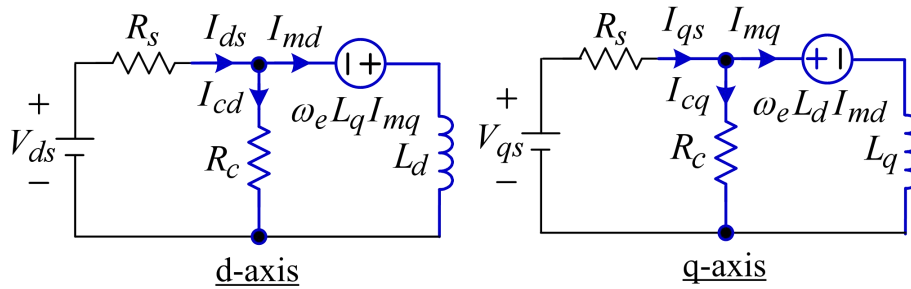 R_s I_ds I_md
+ I_cd − +
V_ds ω_e L_q I_mq
− R_c L_d
d-axis
R_s I_qs I_mq
+ I_cq + −
V_qs ω_e L_d I_md
− R_c L_q
q-axis